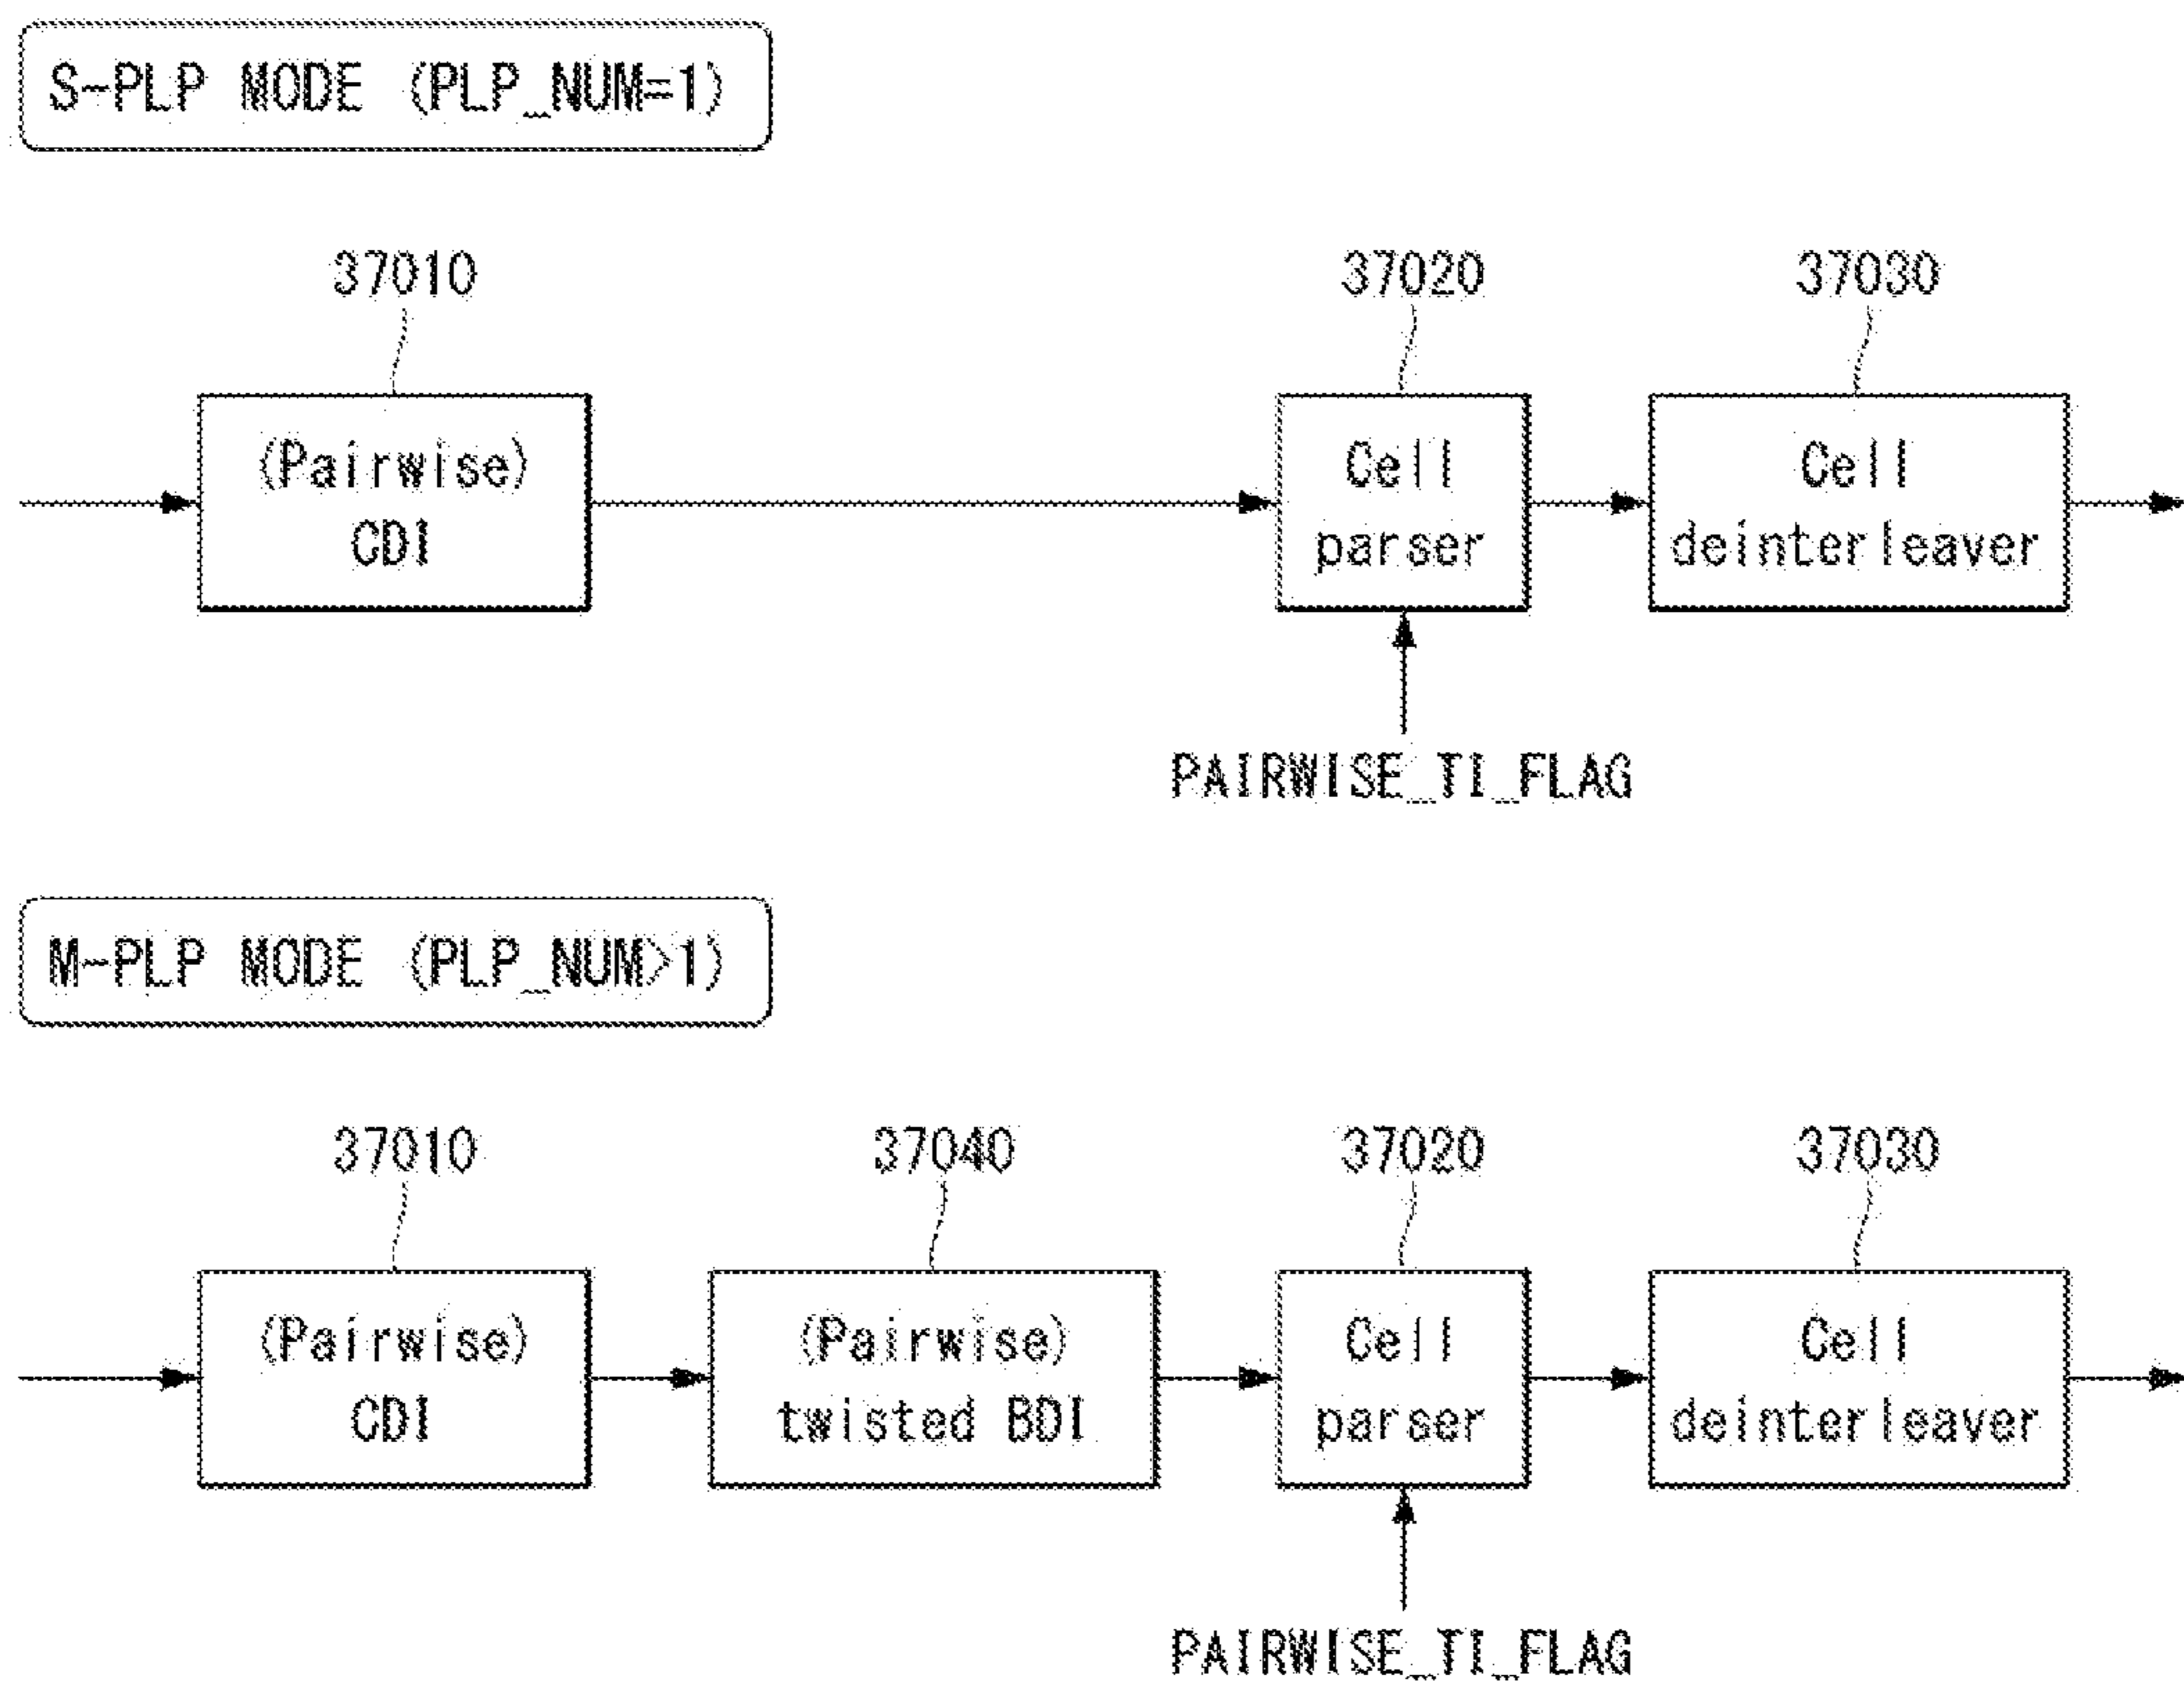 S-PLP MODE (PLP_NUM=1)
37010
37020
37030
(Pairwise)
CDI
Cell
parser
Cell
deinterleaver
PAIRWISE_TI_FLAG
M-PLP MODE (PLP_NUM>1)
37010
37040
37020
37030
(Pairwise)
CDI
(Pairwise)
twisted BDI
Cell
parser
Cell
deinterleaver
PAIRWISE_TI_FLAG